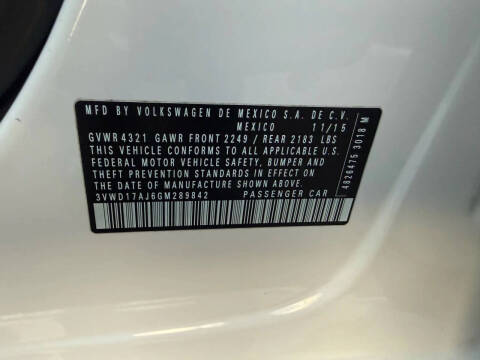 MFD BY VOLKSWAGEN DE MEXICO S.A. DE C.V.
MEXICO 11/15
GVWR 4321 GAWR FRONT 2249 / REAR 2183 LBS
THIS VEHICLE CONFORMS TO ALL APPLICABLE U.S.
FEDERAL MOTOR VEHICLE SAFETY, BUMPER AND
THEFT PREVENTION STANDARDS IN EFFECT ON
THE DATE OF MANUFACTURE SHOWN ABOVE.
3VWD17AJ6GM289842 PASSENGER CAR
4826475 3018 M